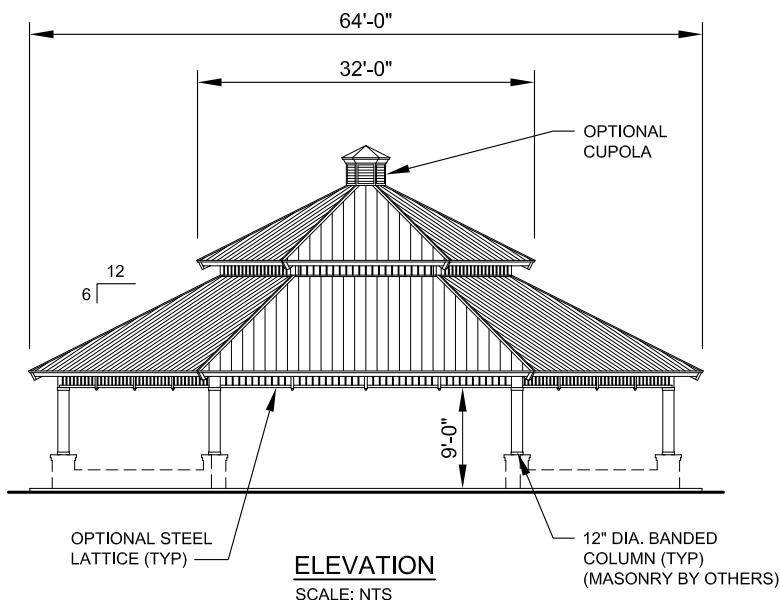 64'-0"
32'-0"
OPTIONAL
CUPOLA
12
6
9'-0"
OPTIONAL STEEL
LATTICE (TYP)
12" DIA. BANDED
COLUMN (TYP)
(MASONRY BY OTHERS)
ELEVATION
SCALE: NTS